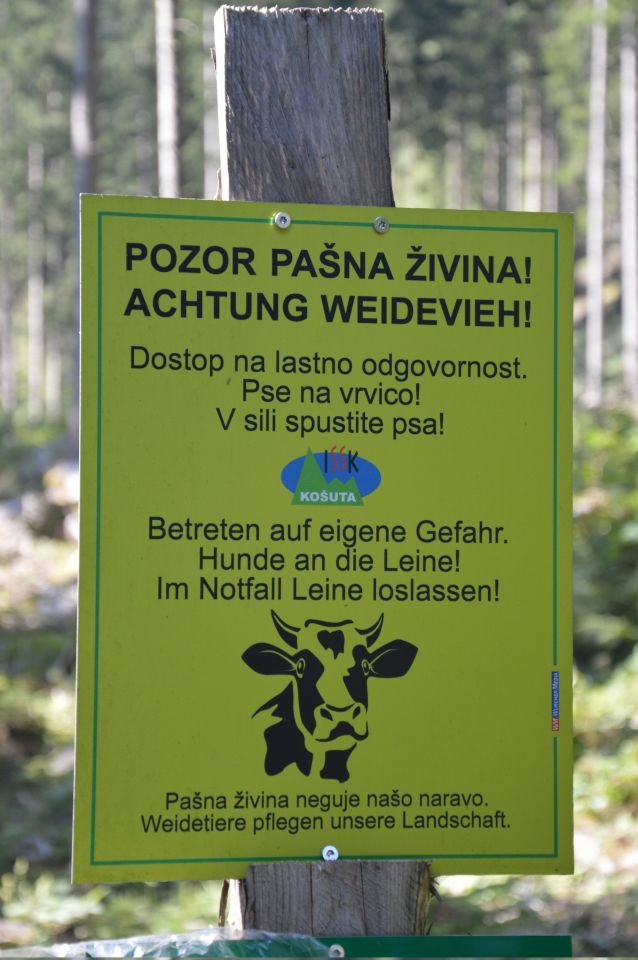 POZOR PAŠNA ŽIVINA!
ACHTUNG WEIDEVIEH!
Dostop na lastno odgovornost.
Pse na vrvico!
V sili spustite psa!
ISSK
KOŠUTA
Betreten auf eigene Gefahr.
Hunde an die Leine!
Im Notfall Leine loslassen!
Pašna živina neguje našo naravo.
Weidetiere pflegen unsere Landschaft.